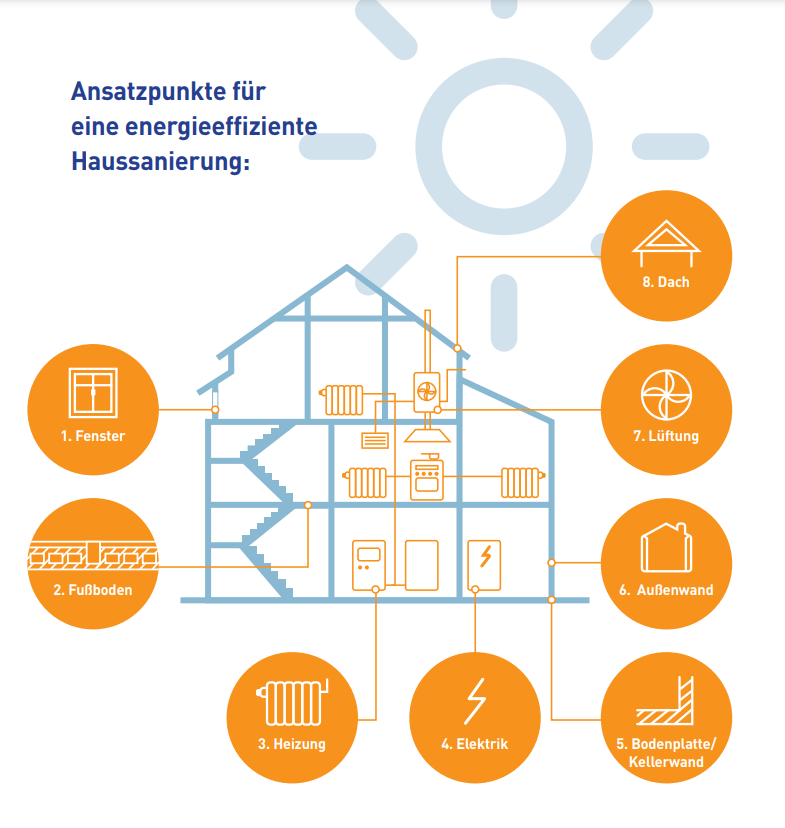 Ansatzpunkte für
eine energieeffiziente
Haussanierung:
1. Fenster
2. Fußboden
3. Heizung
4. Elektrik
5. Bodenplatte/
Kellerwand
6. Außenwand
7. Lüftung
8. Dach